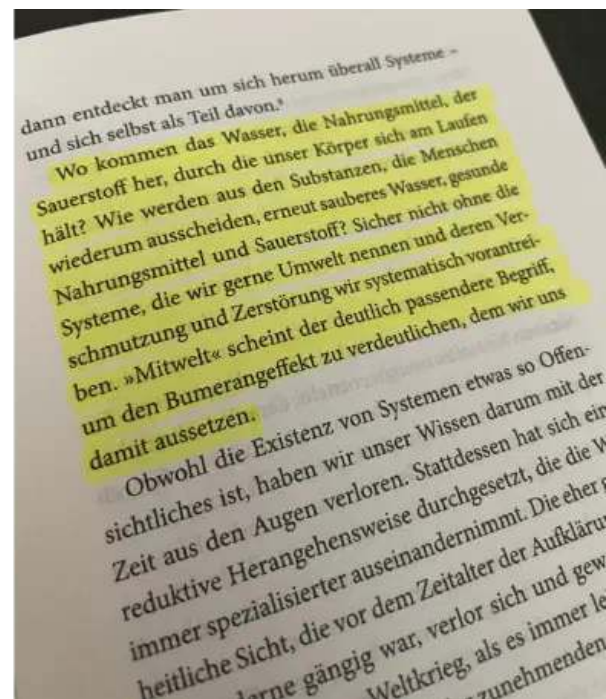 dann entdeckt man um sich herum überall Systeme –
und sich selbst als Teil davon.⁸
Wo kommen das Wasser, die Nahrungsmittel, der
Sauerstoff her, durch die unser Körper sich am Laufen
hält? Wie werden aus den Substanzen, die Menschen
wiederum ausscheiden, erneut sauberes Wasser, gesunde
Nahrungsmittel und Sauerstoff? Sicher nicht ohne die
Systeme, die wir gerne Umwelt nennen und deren Ver-
schmutzung und Zerstörung wir systematisch vorantrei-
ben. »Mitwelt« scheint der deutlich passendere Begriff,
um den Bumerangeffekt zu verdeutlichen, dem wir uns
damit aussetzen.
Obwohl die Existenz von Systemen etwas so Offen-
sichtliches ist, haben wir unser Wissen darum mit der
Zeit aus den Augen verloren. Stattdessen hat sich ein
reduktive Herangehensweise durchgesetzt, die die W
immer spezialisierter auseinandernimmt. Die eher g
heitliche Sicht, die vor dem Zeitalter der Aufkläru
derne gängig war, verlor sich und gew
Weltkrieg, als es immer le
zunehmenden